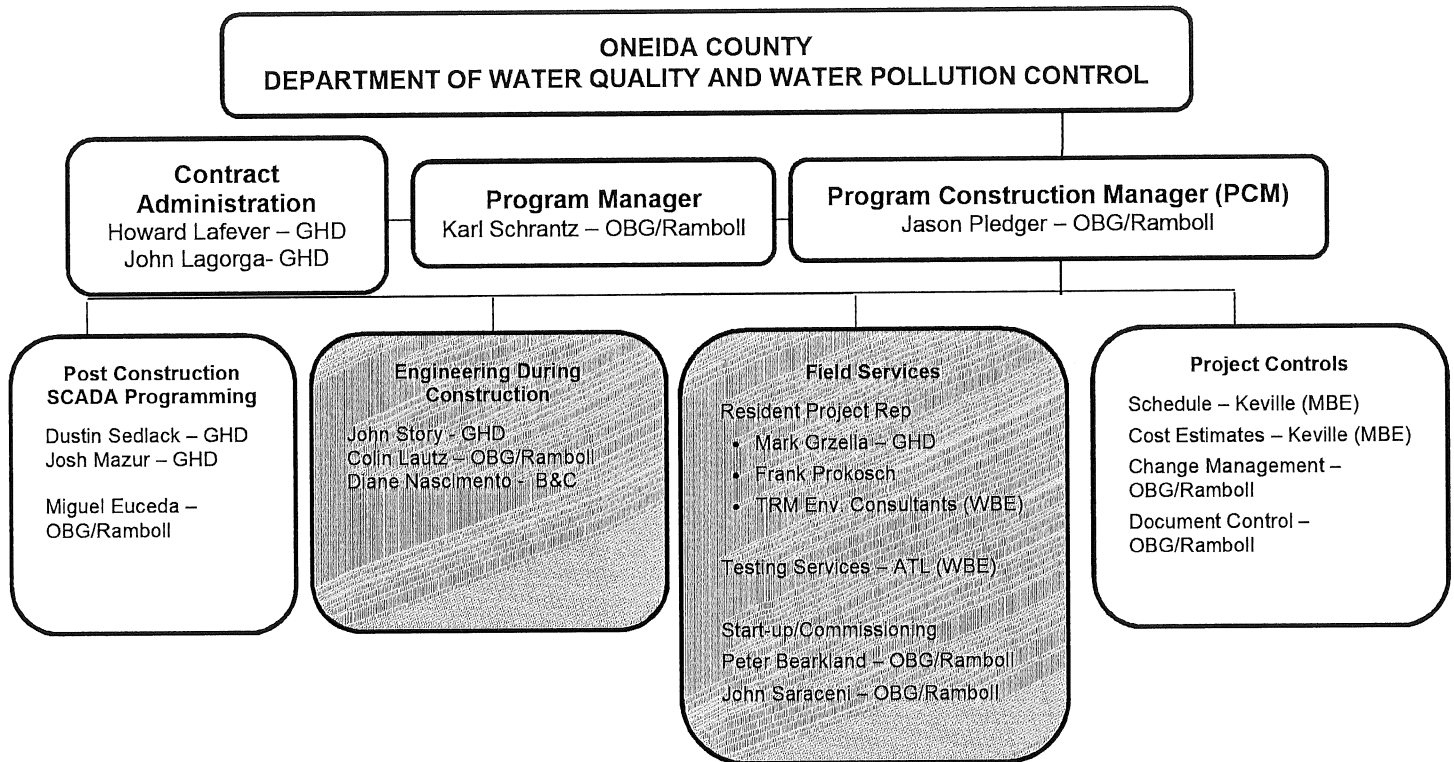 ONEIDA COUNTY
DEPARTMENT OF WATER QUALITY AND WATER POLLUTION CONTROL
Contract
Administration
Howard Lafever – GHD
John Lagorga- GHD
Program Manager
Karl Schrantz – OBG/Ramboll
Program Construction Manager (PCM)
Jason Pledger – OBG/Ramboll
Post Construction
SCADA Programming
Dustin Sedlack – GHD
Josh Mazur – GHD
Miguel Euceda –
OBG/Ramboll
Engineering During
Construction
John Story - GHD
Colin Lautz – OBG/Ramboll
Diane Nascimento - B&C
Field Services
Resident Project Rep
• Mark Grzella – GHD
• Frank Prokosch
• TRM Env. Consultants (WBE)
Testing Services – ATL (WBE)
Start-up/Commissioning
Peter Bearkland – OBG/Ramboll
John Saraceni – OBG/Ramboll
Project Controls
Schedule – Keville (MBE)
Cost Estimates – Keville (MBE)
Change Management –
OBG/Ramboll
Document Control –
OBG/Ramboll